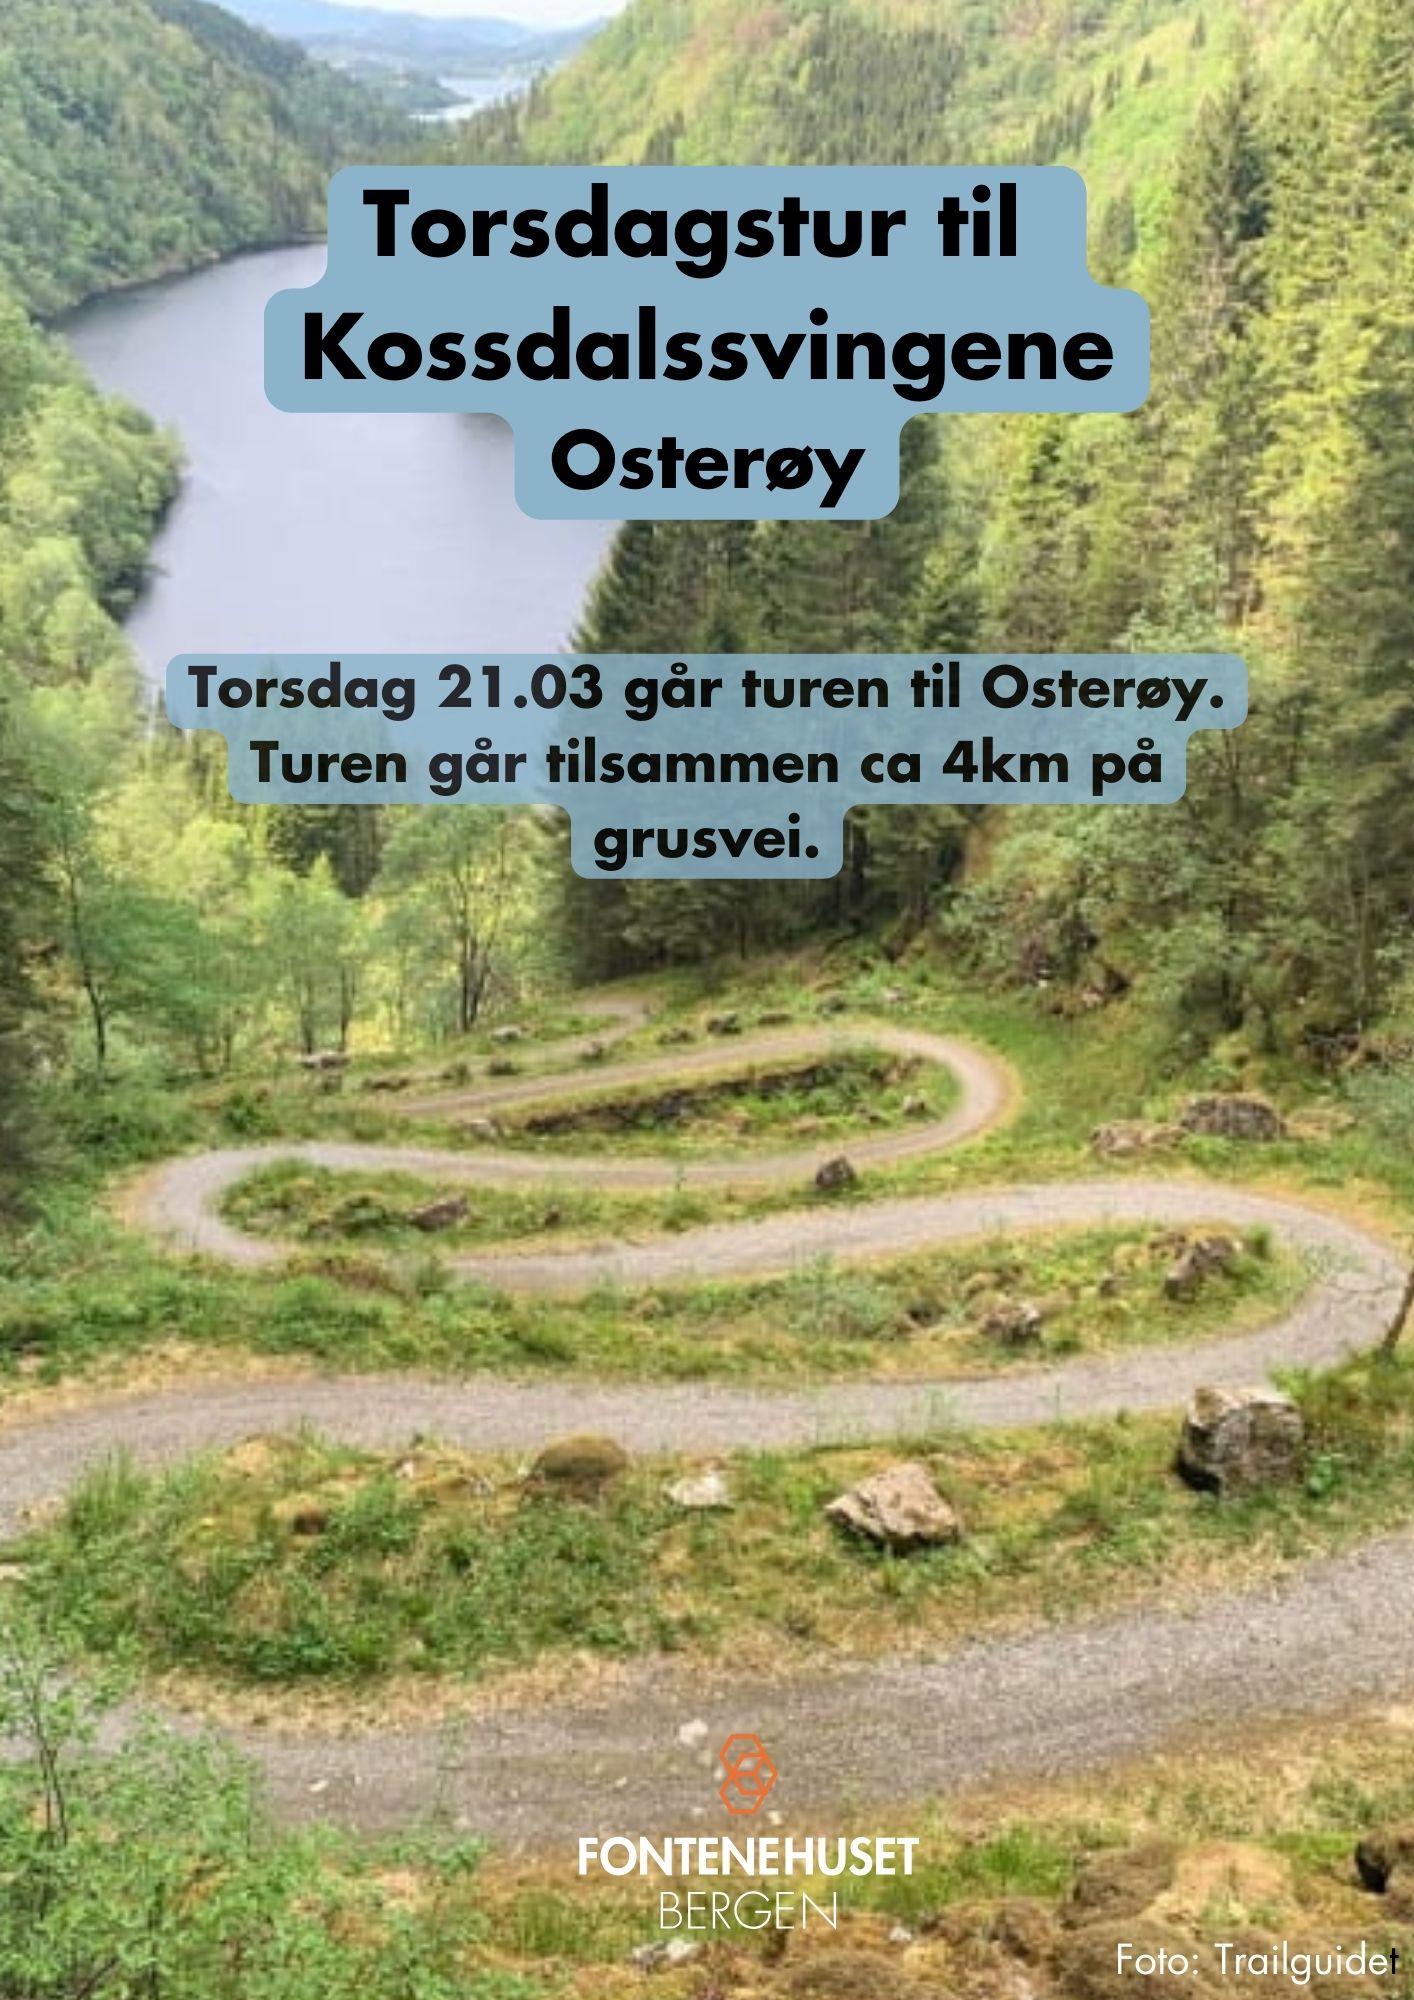 Torsdagstur til
Kossdalssvingene
Osterøy
Torsdag 21.03 går turen til Osterøy.
Turen går tilsammen ca 4km på
grusvei.
FONTENEHUSET
BERGEN
Foto: Trailguidet